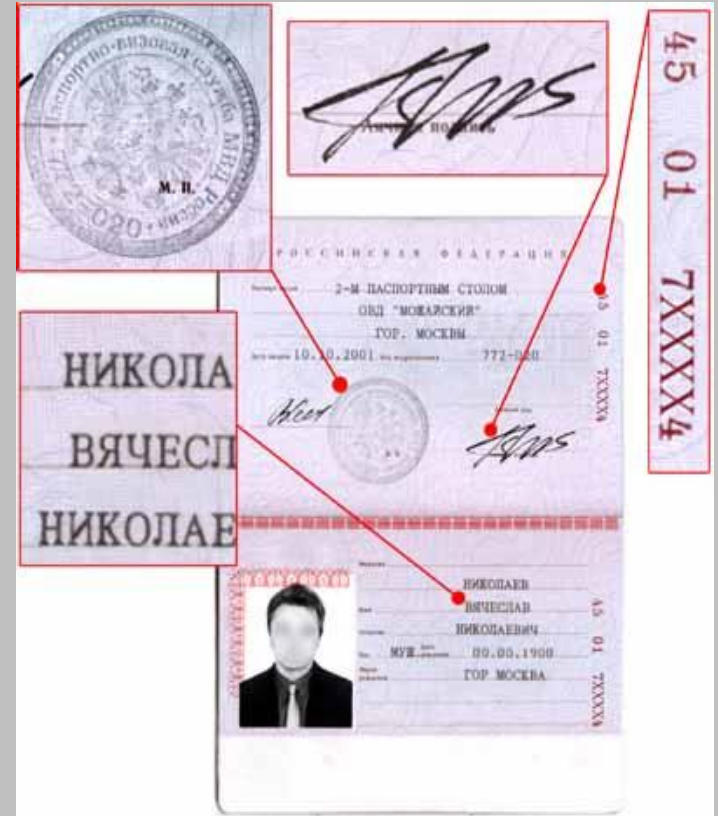 Паспортно-визовая служба МВД России
772-020
М. П.
Личная подпись
45 01 7XXXX4
РОССИЙСКАЯ ФЕДЕРАЦИЯ
2-М ПАСПОРТНЫМ СТОЛОМ
ОВД "МОЖАЙСКИЙ"
ГОР. МОСКВЫ
10.10.2001
45 01 7XXXX4
НИКОЛА
ВЯЧЕСЛ
НИКОЛАЕ
НИКОЛАЕВ
ВЯЧЕСЛАВ
НИКОЛАЕВИЧ
МУЖ. 00.00.1900
ГОР МОСКВА
45 01 7XXXX4